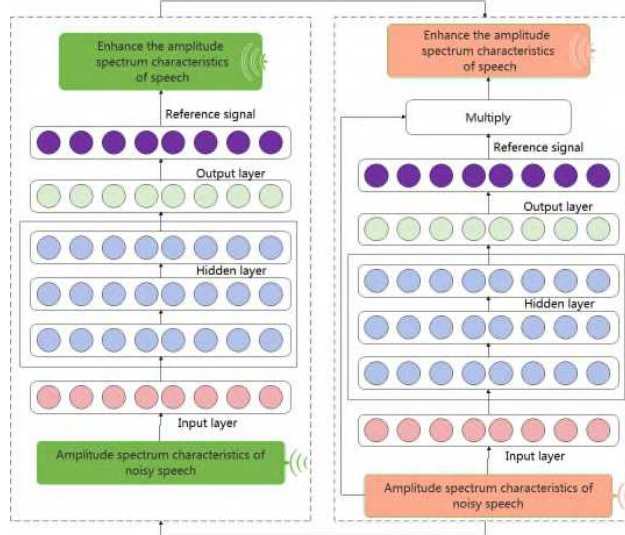 Enhance the amplitude
spectrum characteristics
of speech
Reference signal
Output layer
Hidden layer
Input layer
Amplitude spectrum characteristics of
noisy speech
Enhance the amplitude
spectrum characteristics
of speech
Multiply
Reference signal
Output layer
Hidden layer
Input layer
Amplitude spectrum characteristics of
noisy speech